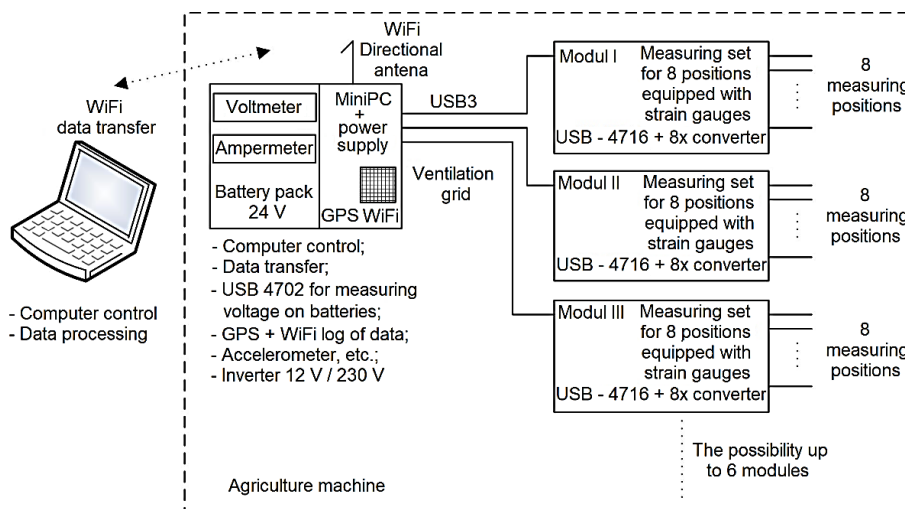 WiFi
data transfer
- Computer control
- Data processing
WiFi
Directional
antena
Voltmeter
Ampermeter
Battery pack
24 V
MiniPC
+
power
supply
GPS WiFi
USB3
Ventilation
grid
- Computer control;
- Data transfer;
- USB 4702 for measuring
voltage on batteries;
- GPS + WiFi log of data;
- Accelerometer, etc.;
- Inverter 12 V / 230 V
Modul I
Measuring set
for 8 positions
equipped with
strain gauges
USB - 4716 + 8x converter
8
measuring
positions
Modul II
Measuring set
for 8 positions
equipped with
strain gauges
USB - 4716 + 8x converter
8
measuring
positions
Modul III
Measuring set
for 8 positions
equipped with
strain gauges
USB - 4716 + 8x converter
8
measuring
positions
The possibility up
to 6 modules
Agriculture machine